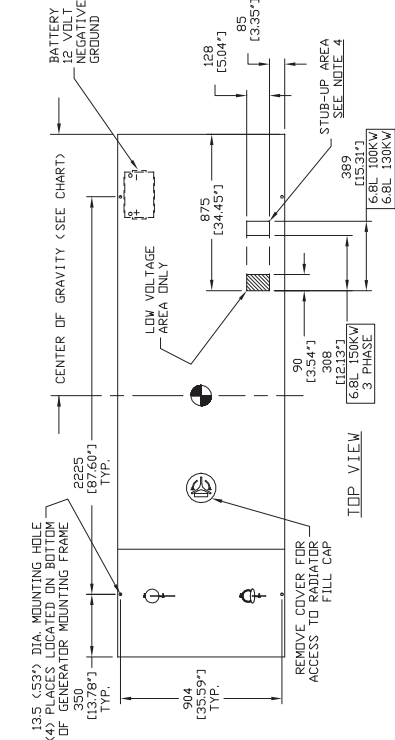 BATTERY
12 VOLT
NEGATIVE
GROUND
CENTER OF GRAVITY (SEE CHART)
85
[3.35"]
128
[5.04"]
STUB-UP AREA
SEE NOTE 4
875
[34.45"]
389
[15.31"]
6.8L 100KW
6.8L 130KW
LOW VOLTAGE
AREA ONLY
90
[3.54"]
308
[12.13"]
6.8L 150KW
3 PHASE
2225
[87.60"]
TYP.
TOP VIEW
13.5 (.53") DIA. MOUNTING HOLE
(4) PLACES LOCATED ON BOTTOM
OF GENERATOR MOUNTING FRAME
350
[13.78"]
TYP.
904
[35.59"]
TYP.
REMOVE COVER FOR
ACCESS TO RADIATOR
FILL CAP